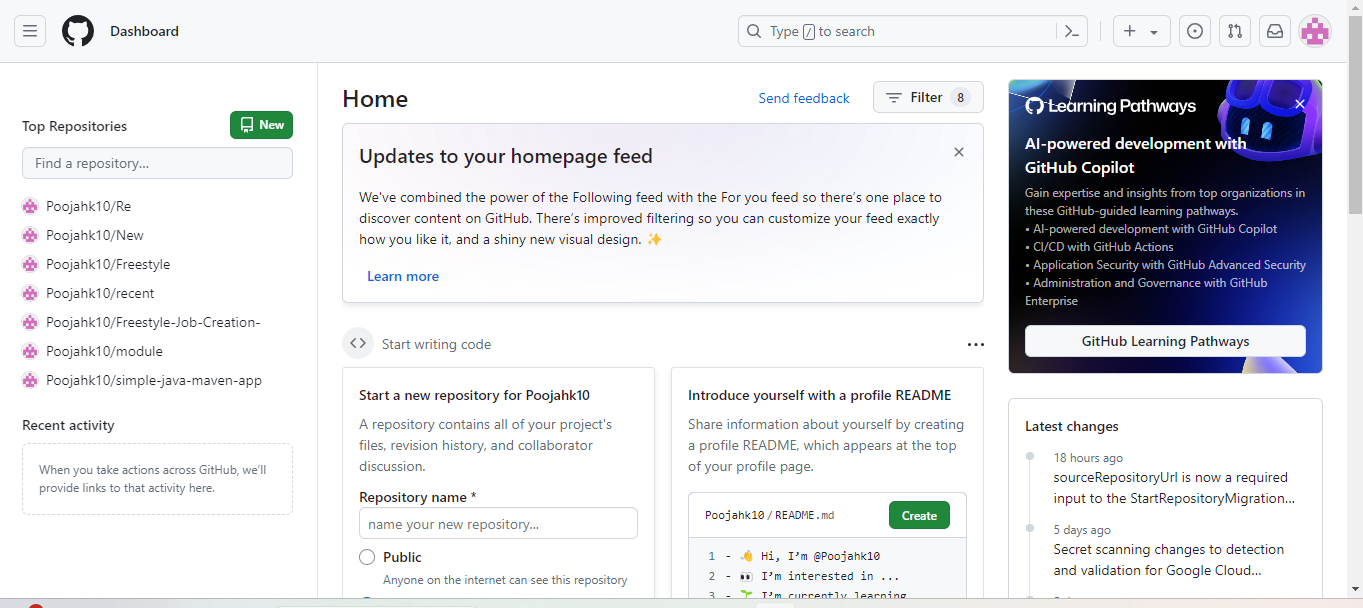 Dashboard
Type / to search
Top Repositories
New
Find a repository...
Poojahk10/Re
Poojahk10/New
Poojahk10/Freestyle
Poojahk10/recent
Poojahk10/Freestyle-Job-Creation-
Poojahk10/module
Poojahk10/simple-java-maven-app
Recent activity
When you take actions across GitHub, we’ll
provide links to that activity here.
Home
Send feedback
Filter 8
Updates to your homepage feed
We've combined the power of the Following feed with the For you feed so there’s one place to
discover content on GitHub. There’s improved filtering so you can customize your feed exactly
how you like it, and a shiny new visual design. ✨
Learn more
Start writing code
Start a new repository for Poojahk10
A repository contains all of your project's
files, revision history, and collaborator
discussion.
Repository name *
name your new repository...
Public
Anyone on the internet can see this repository
Introduce yourself with a profile README
Share information about yourself by creating
a profile README, which appears at the top
of your profile page.
Poojahk10 / README.md
Create
1 - 👋 Hi, I’m @Poojahk10
2 - 👀 I’m interested in ...
3 - 🌱 I’m currently learning
Learning Pathways
AI-powered development with
GitHub Copilot
Gain expertise and insights from top organizations in
these GitHub-guided learning pathways.
• AI-powered development with GitHub Copilot
• CI/CD with GitHub Actions
• Application Security with GitHub Advanced Security
• Administration and Governance with GitHub
Enterprise
GitHub Learning Pathways
Latest changes
18 hours ago
sourceRepositoryUrl is now a required
input to the StartRepositoryMigration...
5 days ago
Secret scanning changes to detection
and validation for Google Cloud...